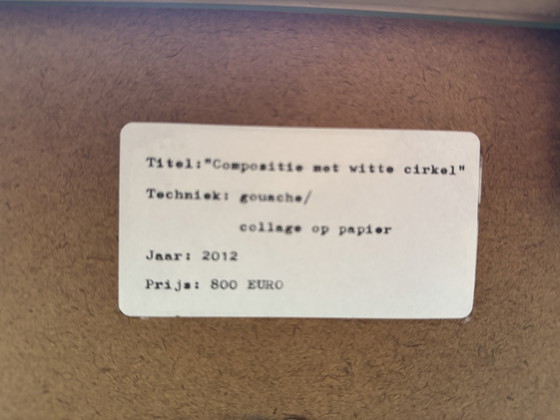 Titel:"Compositie met witte cirkel"
Techniek: gouache/
collage op papier
Jaar: 2012
Prijs: 800 EURO